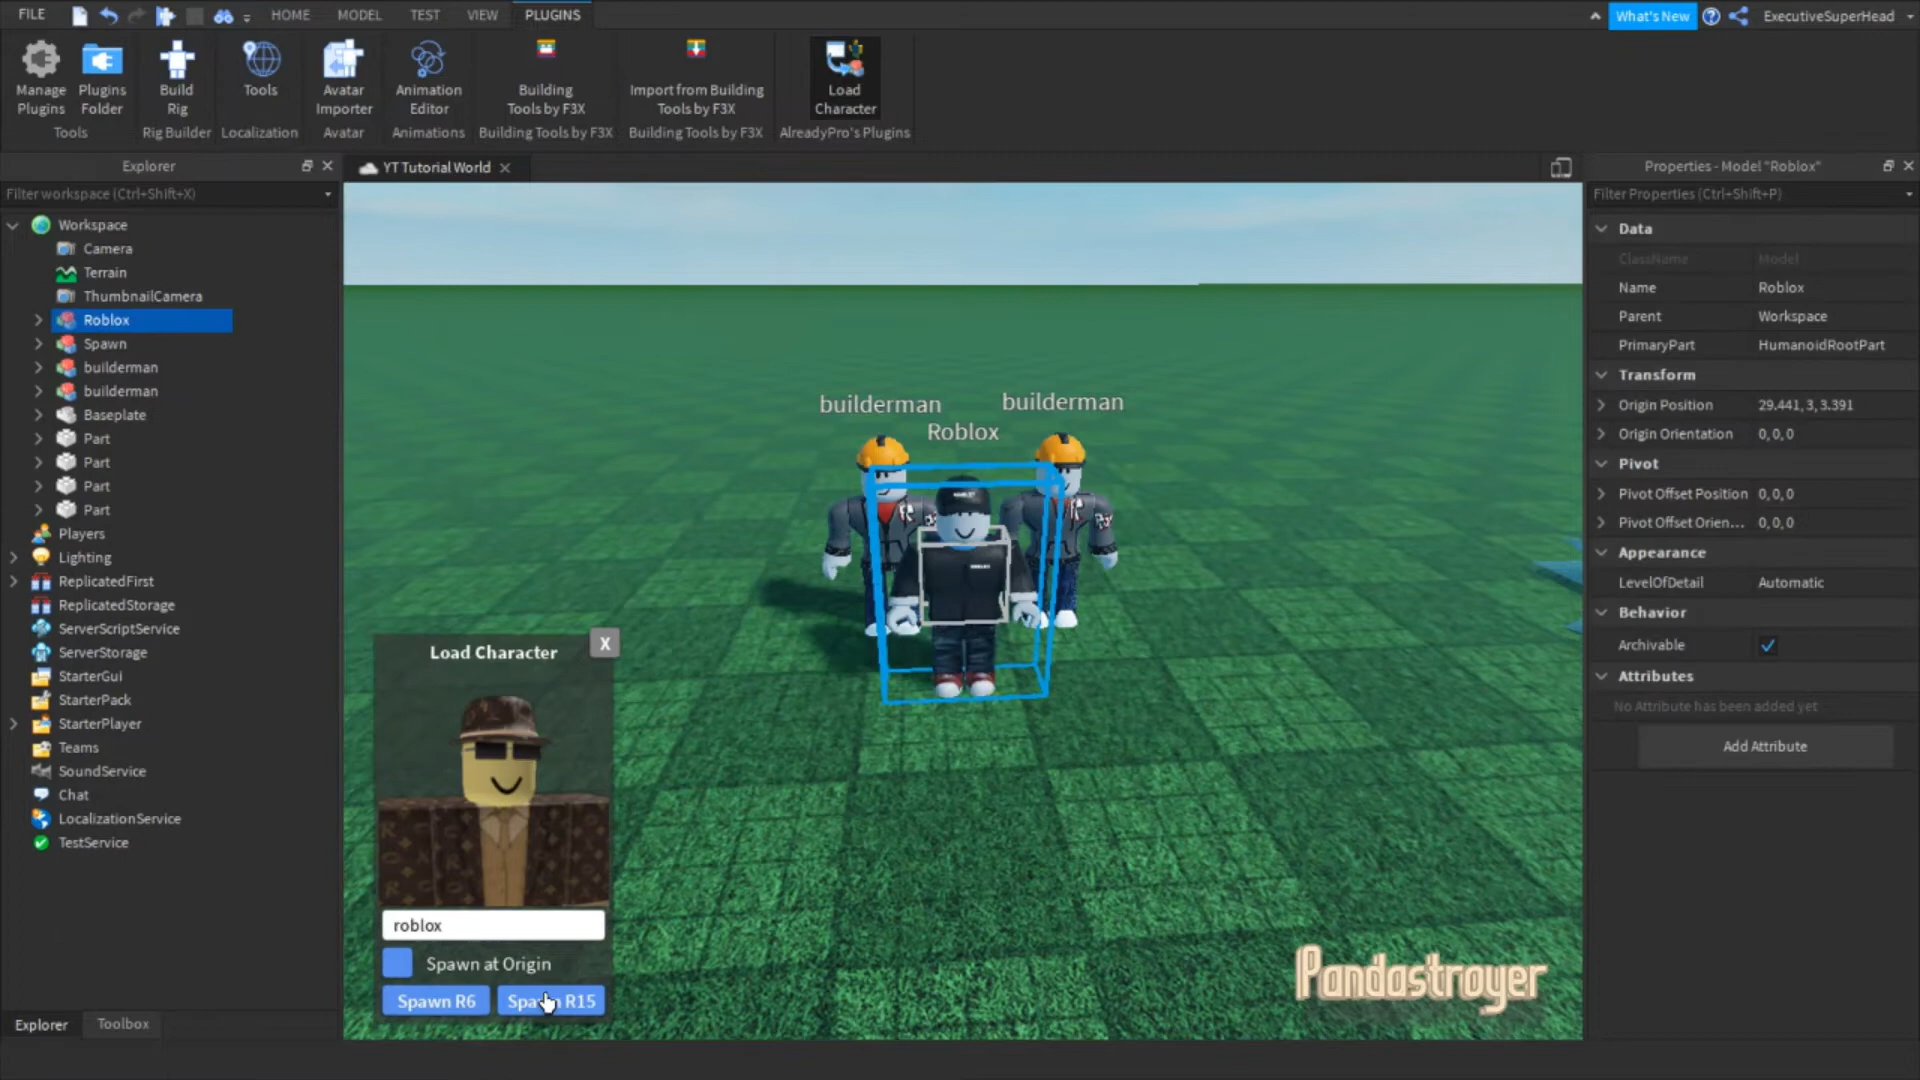 FILE
HOME
MODEL
TEST
VIEW
PLUGINS
What's New
ExecutiveSuperHead
Manage Plugins
Plugins Folder
Build Rig
Tools
Avatar Importer
Animation Editor
Building Tools by F3X
Import from Building Tools by F3X
Load Character
Tools
Rig Builder
Localization
Avatar
Animations
Building Tools by F3X
Building Tools by F3X
AlreadyPro's Plugins
Explorer
YT Tutorial World
Properties - Model "Roblox"
Filter workspace (Ctrl+Shift+X)
Filter Properties (Ctrl+Shift+P)
Workspace
Camera
Terrain
ThumbnailCamera
Roblox
Spawn
builderman
builderman
Baseplate
Part
Part
Part
Part
Players
Lighting
ReplicatedFirst
ReplicatedStorage
ServerScriptService
ServerStorage
StarterGui
StarterPack
StarterPlayer
Teams
SoundService
Chat
LocalizationService
TestService
Explorer
Toolbox
builderman
builderman
Roblox
Load Character
X
roblox
Spawn at Origin
Spawn R6
R15
Pandastroyer
Data
ClassName Model
Name Roblox
Parent Workspace
PrimaryPart HumanoidRootPart
Transform
Origin Position 29.441, 3, 3.391
Origin Orientation 0, 0, 0
Pivot
Pivot Offset Position 0, 0, 0
Pivot Offset Orien... 0, 0, 0
Appearance
LevelOfDetail Automatic
Behavior
Archivable
Attributes
No Attribute has been added yet
Add Attribute